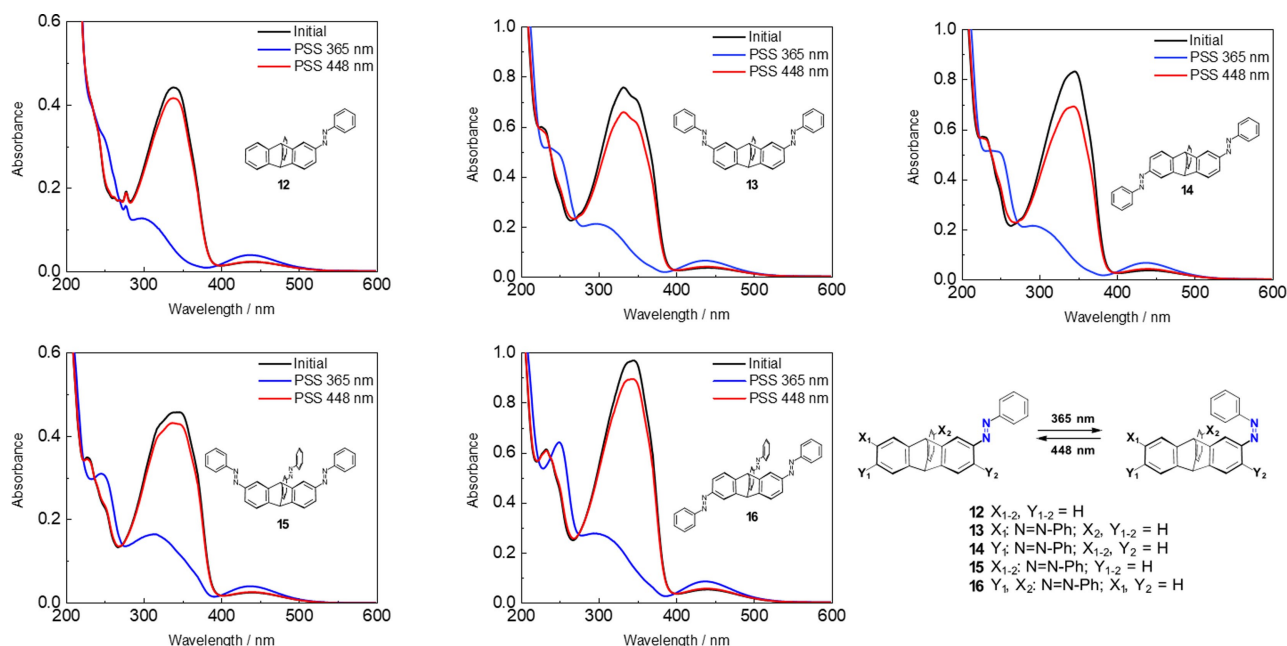 0.6
0.4
0.2
0.0
Absorbance
200 300 400 500 600
Wavelength / nm
Initial
PSS 365 nm
PSS 448 nm
N
N
12
1.0
0.8
0.6
0.4
0.2
0.0
Absorbance
200 300 400 500 600
Wavelength / nm
Initial
PSS 365 nm
PSS 448 nm
N
N
N
N
13
1.0
0.8
0.6
0.4
0.2
0.0
Absorbance
200 300 400 500 600
Wavelength / nm
Initial
PSS 365 nm
PSS 448 nm
N
N
N
N
14
0.6
0.4
0.2
0.0
Absorbance
200 300 400 500 600
Wavelength / nm
Initial
PSS 365 nm
PSS 448 nm
N
N
N
N
N
N
15
1.0
0.8
0.6
0.4
0.2
0.0
Absorbance
200 300 400 500 600
Wavelength / nm
Initial
PSS 365 nm
PSS 448 nm
N
N
N
N
N
N
16
X₁ X₂ N
N
Y₁ Y₂
365 nm
448 nm
X₁ X₂ N
N
Y₁ Y₂
12 X₁₋₂, Y₁₋₂ = H
13 X₁: N=N-Ph; X₂, Y₁₋₂ = H
14 Y₁: N=N-Ph; X₁₋₂, Y₂ = H
15 X₁₋₂: N=N-Ph; Y₁₋₂ = H
16 Y₁, X₂: N=N-Ph; X₁, Y₂ = H